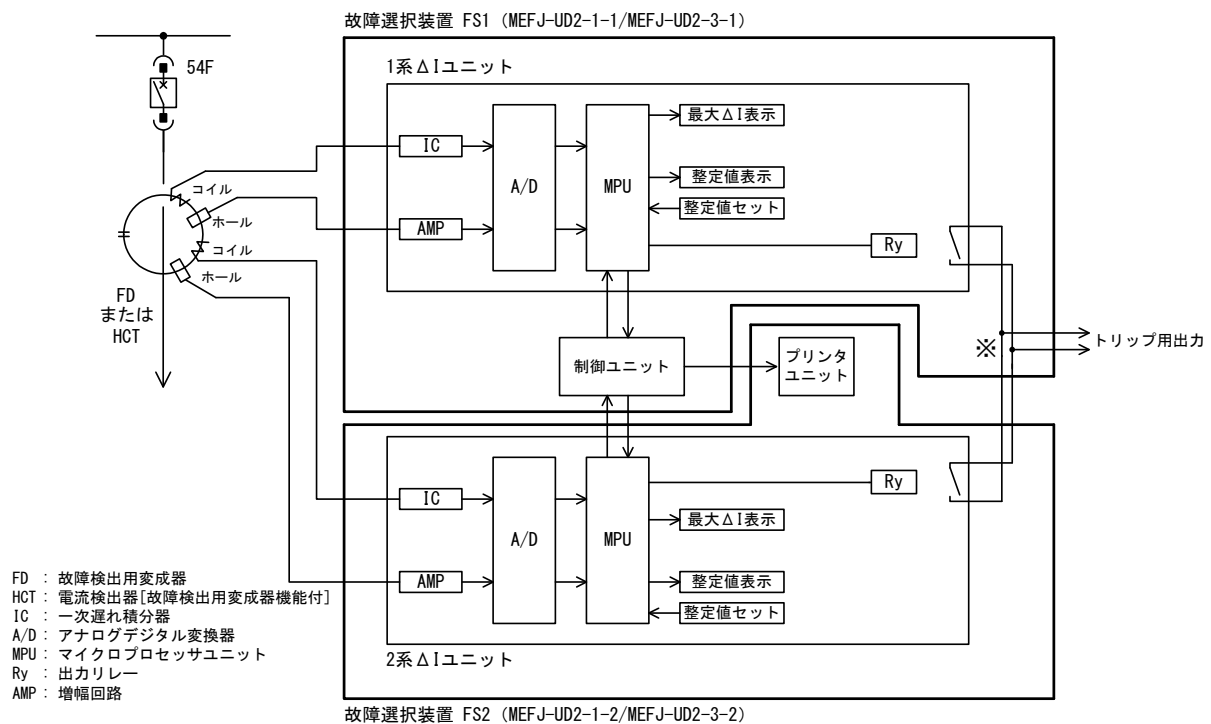 故障選択装置 FS1 (MEFJ-UD2-1-1/MEFJ-UD2-3-1)
54F
1系ΔIユニット
コイル
ホール
コイル
ホール
FD
または
HCT
IC
AMP
A/D
MPU
最大ΔI表示
整定値表示
整定値セット
Ry
制御ユニット
プリンタ
ユニット
※
トリップ用出力
IC
AMP
A/D
MPU
Ry
最大ΔI表示
整定値表示
整定値セット
2系ΔIユニット
FD : 故障検出用変成器
HCT : 電流検出器[故障検出用変成器機能付]
IC : 一次遅れ積分器
A/D : アナログデジタル変換器
MPU : マイクロプロセッサユニット
Ry : 出力リレー
AMP : 増幅回路
故障選択装置 FS2 (MEFJ-UD2-1-2/MEFJ-UD2-3-2)